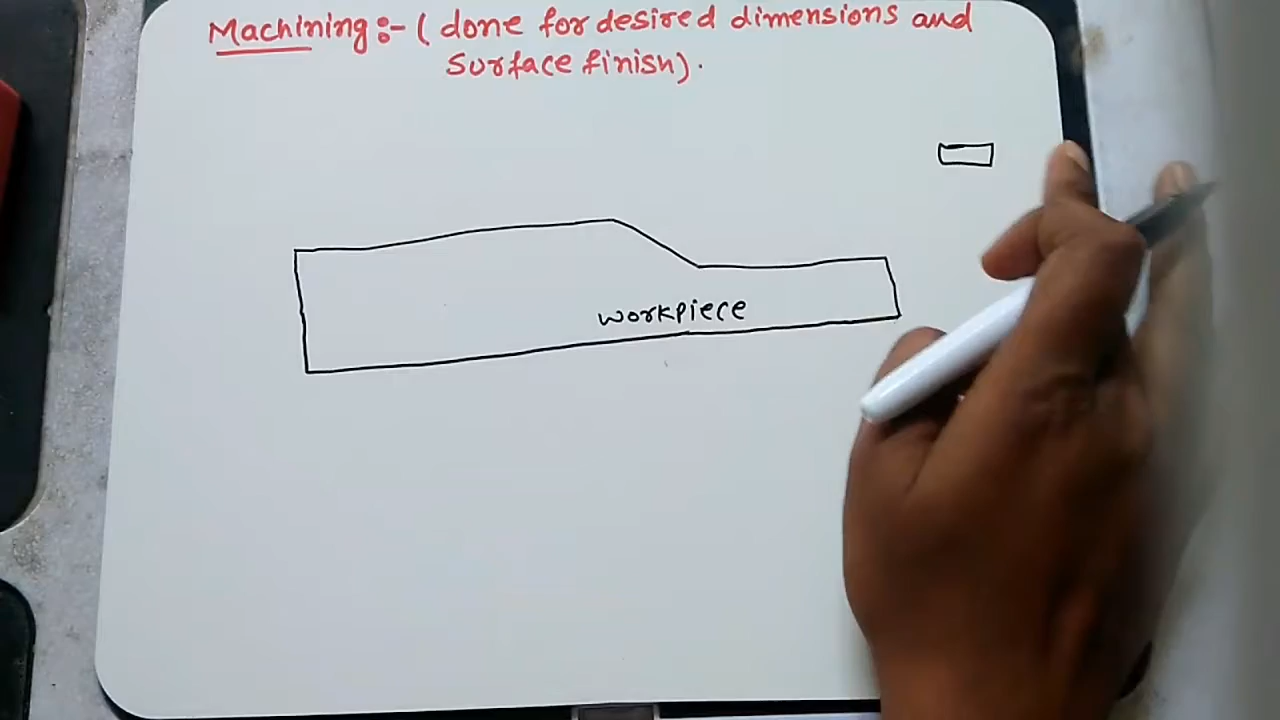 Machining :- ( done for desired dimensions and
surface finish).
workpiece